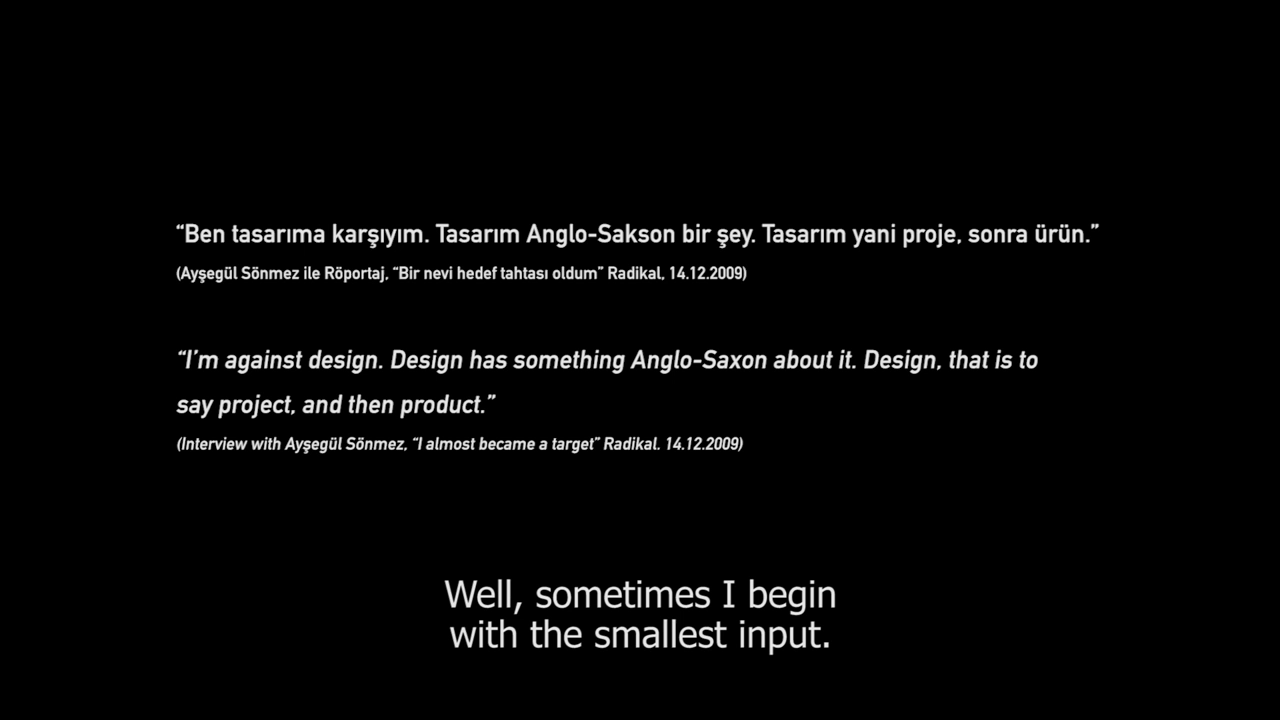 “Ben tasarıma karşıyım. Tasarım Anglo-Sakson bir şey. Tasarım yani proje, sonra ürün.”
(Ayşegül Sönmez ile Röportaj, “Bir nevi hedef tahtası oldum” Radikal, 14.12.2009)
“I’m against design. Design has something Anglo-Saxon about it. Design, that is to
say project, and then product.”
(Interview with Ayşegül Sönmez, “I almost became a target” Radikal. 14.12.2009)
Well, sometimes I begin
with the smallest input.